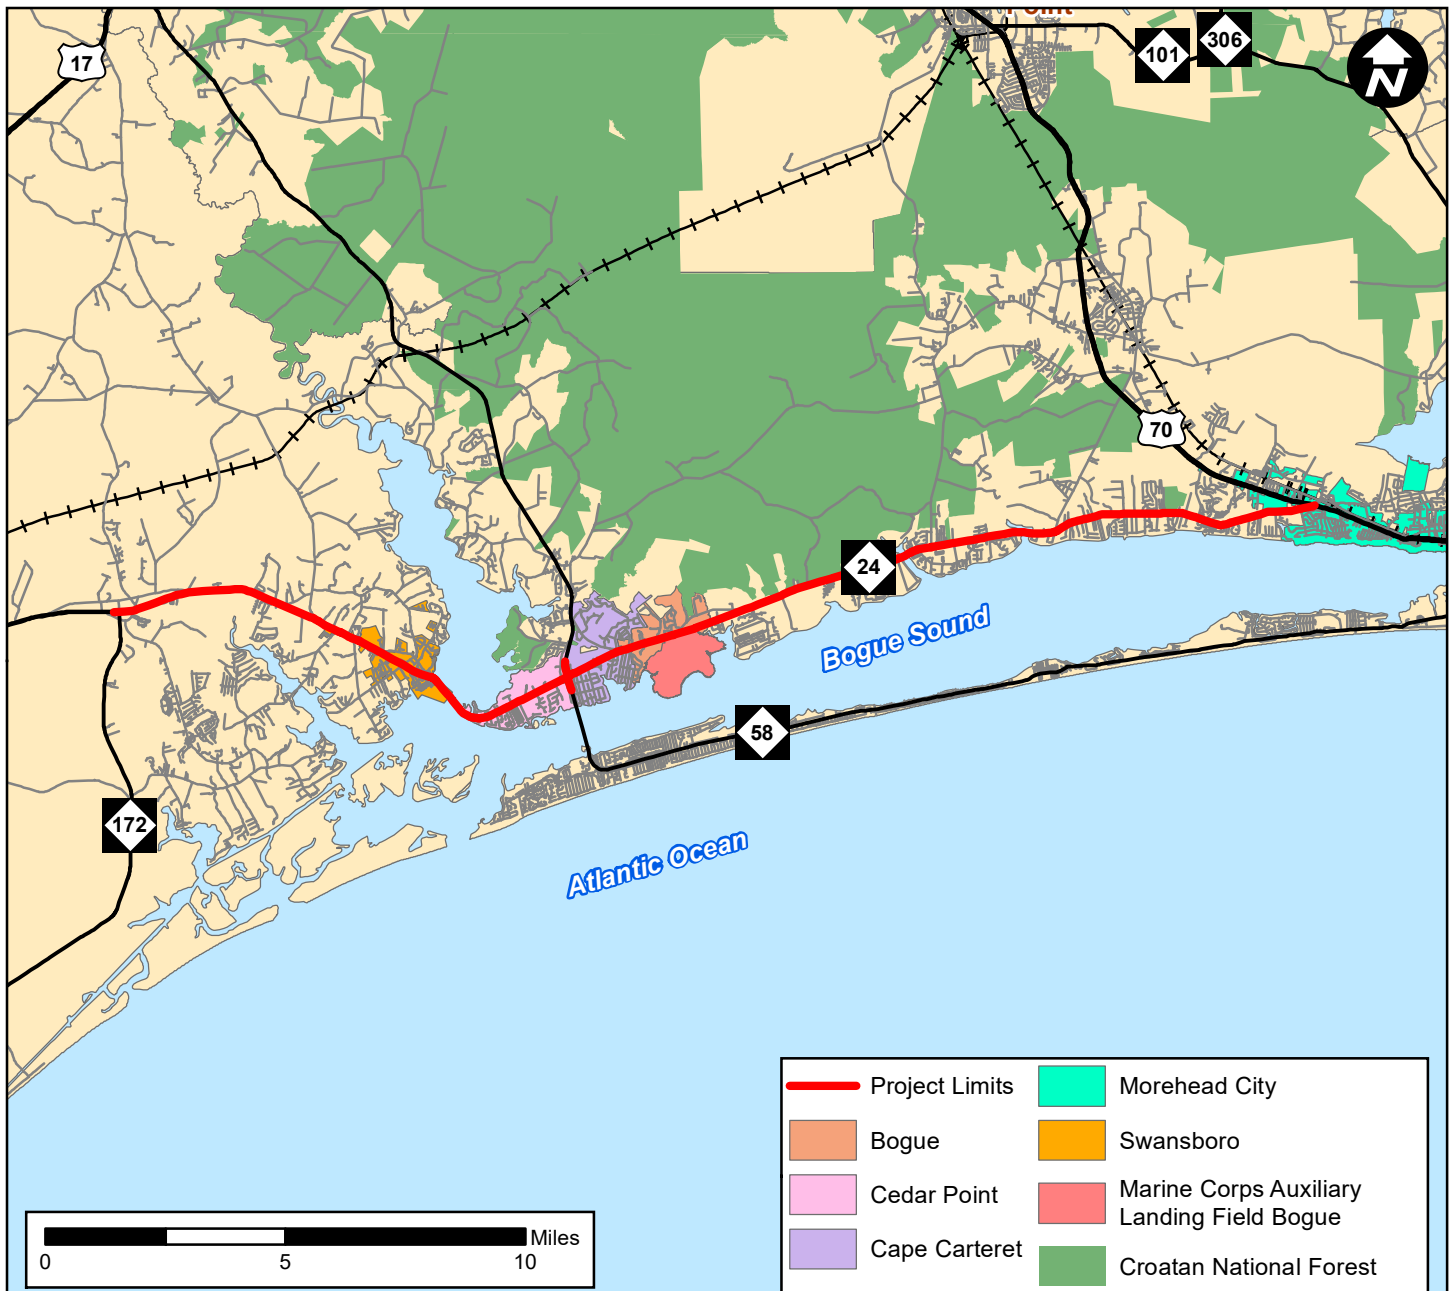 Point
17
101
306
N
70
24
Bogue Sound
58
172
Atlantic Ocean
Project Limits
Bogue
Cedar Point
Cape Carteret
Morehead City
Swansboro
Marine Corps Auxiliary
Landing Field Bogue
Croatan National Forest
Miles
0 5 10